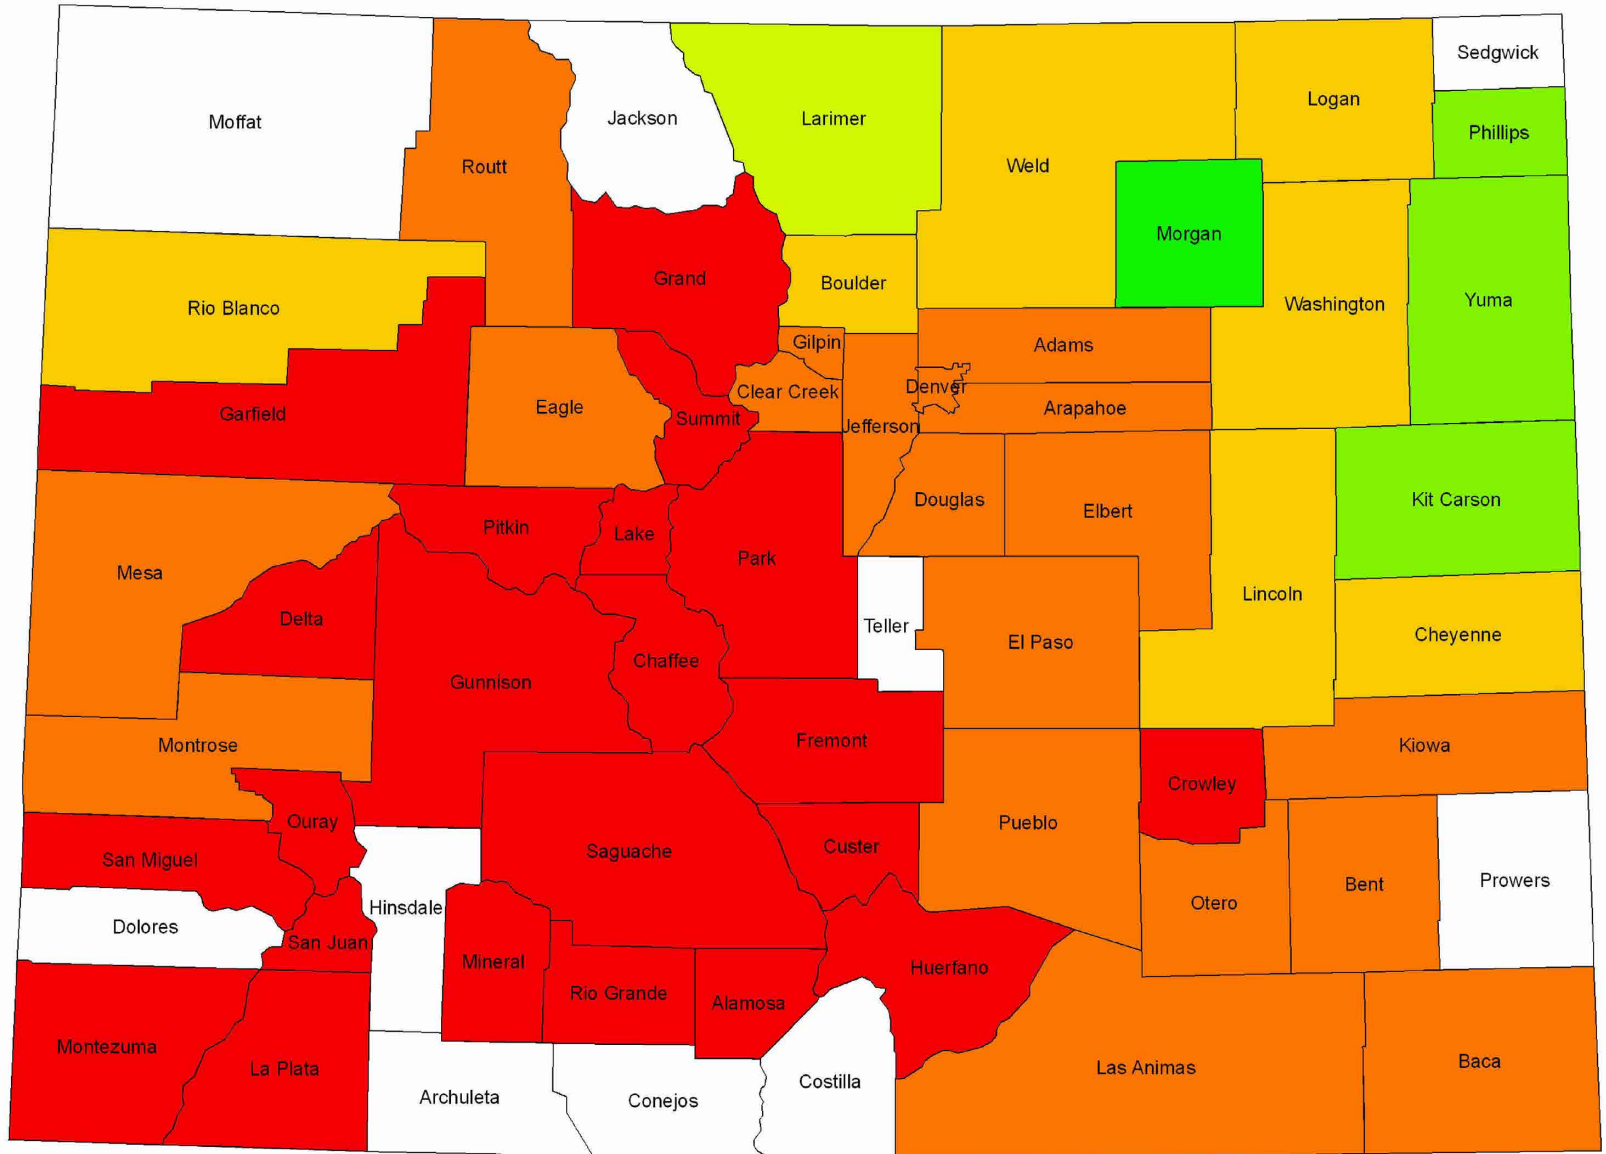 Sedgwick
Logan
Moffat
Jackson
Larimer
Phillips
Routt
Weld
Morgan
Grand
Boulder
Rio Blanco
Washington
Yuma
Gilpin
Adams
Denver
Clear Creek
Eagle
Arapahoe
Garfield
Summit
Jefferson
Douglas
Kit Carson
Elbert
Pitkin
Lake
Park
Mesa
Lincoln
Delta
Teller
Cheyenne
El Paso
Chaffee
Gunnison
Fremont
Montrose
Kiowa
Crowley
Ouray
Pueblo
Custer
Saguache
San Miguel
Prowers
Bent
Otero
Hinsdale
Dolores
San Juan
Mineral
Huerfano
Rio Grande
Alamosa
Montezuma
Baca
La Plata
Las Animas
Costilla
Archuleta
Conejos